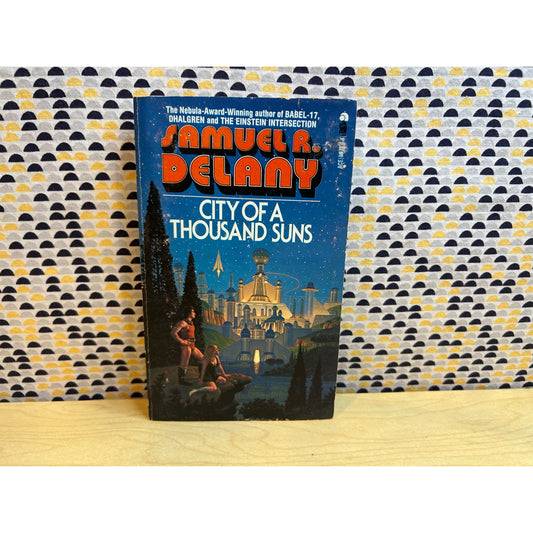 The Nebula-Award-Winning author of BABEL-17,
DHALGREN and THE EINSTEIN INTERSECTION
SAMUEL R.
DELANY
CITY OF A
THOUSAND SUNS